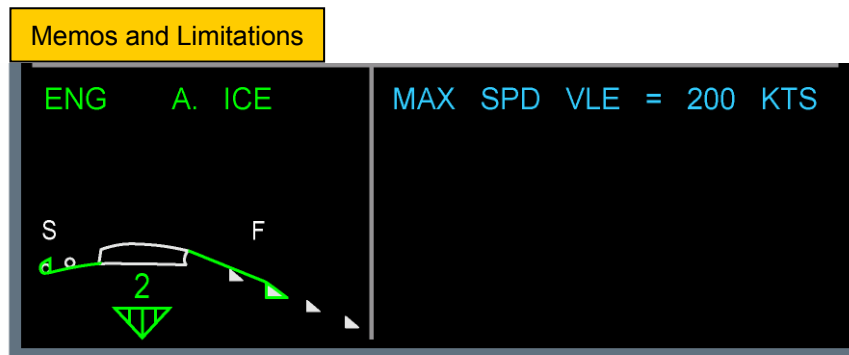 Memos and Limitations
ENG A. ICE
MAX SPD VLE = 200 KTS
S F
2